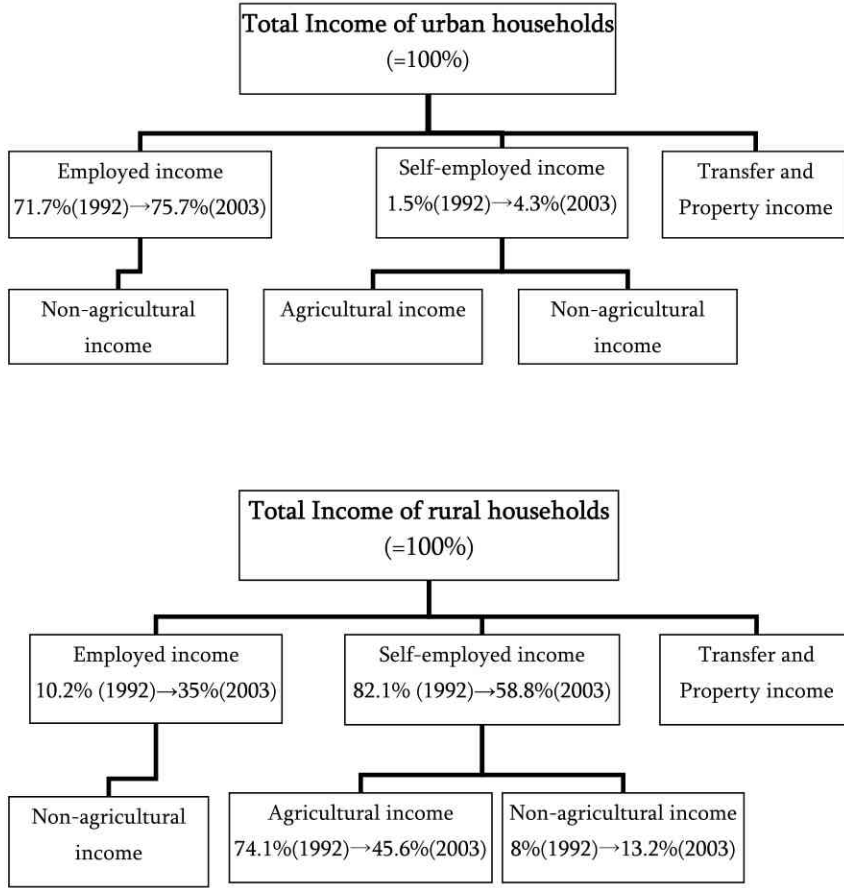 Total Income of urban households
(=100%)
Employed income
71.7%(1992)→75.7%(2003)
Self-employed income
1.5%(1992)→4.3%(2003)
Transfer and
Property income
Non-agricultural
income
Agricultural income
Non-agricultural
income
Total Income of rural households
(=100%)
Employed income
10.2% (1992)→35%(2003)
Self-employed income
82.1% (1992)→58.8%(2003)
Transfer and
Property income
Non-agricultural
income
Agricultural income
74.1%(1992)→45.6%(2003)
Non-agricultural income
8%(1992)→13.2%(2003)